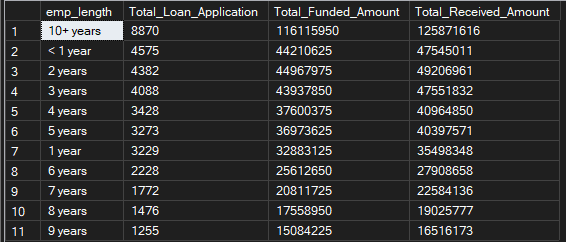 emp_length Total_Loan_Application Total_Funded_Amount Total_Received_Amount
1 10+ years 8870 116115950 125871616
2 < 1 year 4575 44210625 47545011
3 2 years 4382 44967975 49206961
4 3 years 4088 43937850 47551832
5 4 years 3428 37600375 40964850
6 5 years 3273 36973625 40397571
7 1 year 3229 32883125 35498348
8 6 years 2228 25612650 27908658
9 7 years 1772 20811725 22584136
10 8 years 1476 17558950 19025777
11 9 years 1255 15084225 16516173